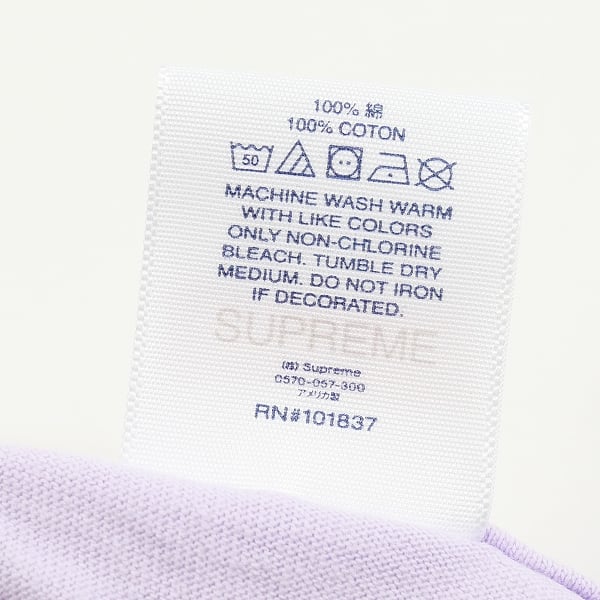 100% 綿
100% COTON
50
MACHINE WASH WARM
WITH LIKE COLORS
ONLY NON-CHLORINE
BLEACH. TUMBLE DRY
MEDIUM. DO NOT IRON
IF DECORATED.
SUPREME
(株) Supreme
0570-057-300
アメリカ製
RN#101837